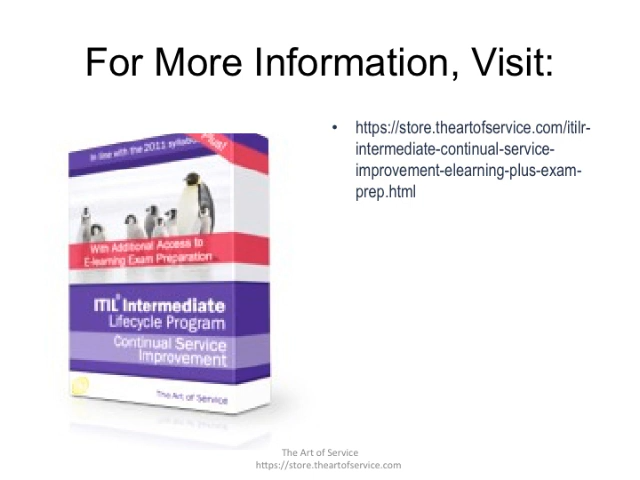 For More Information, Visit:
• https://store.theartofservice.com/itilr-
intermediate-continual-service-
improvement-elearning-plus-exam-
prep.html
Plus!
In line with the 2011 syllabus
With Additional Access to
E-learning Exam Preparation
ITIL® Intermediate
Lifecycle Program
Continual Service
Improvement
The Art of Service
The Art of Service
https://store.theartofservice.com